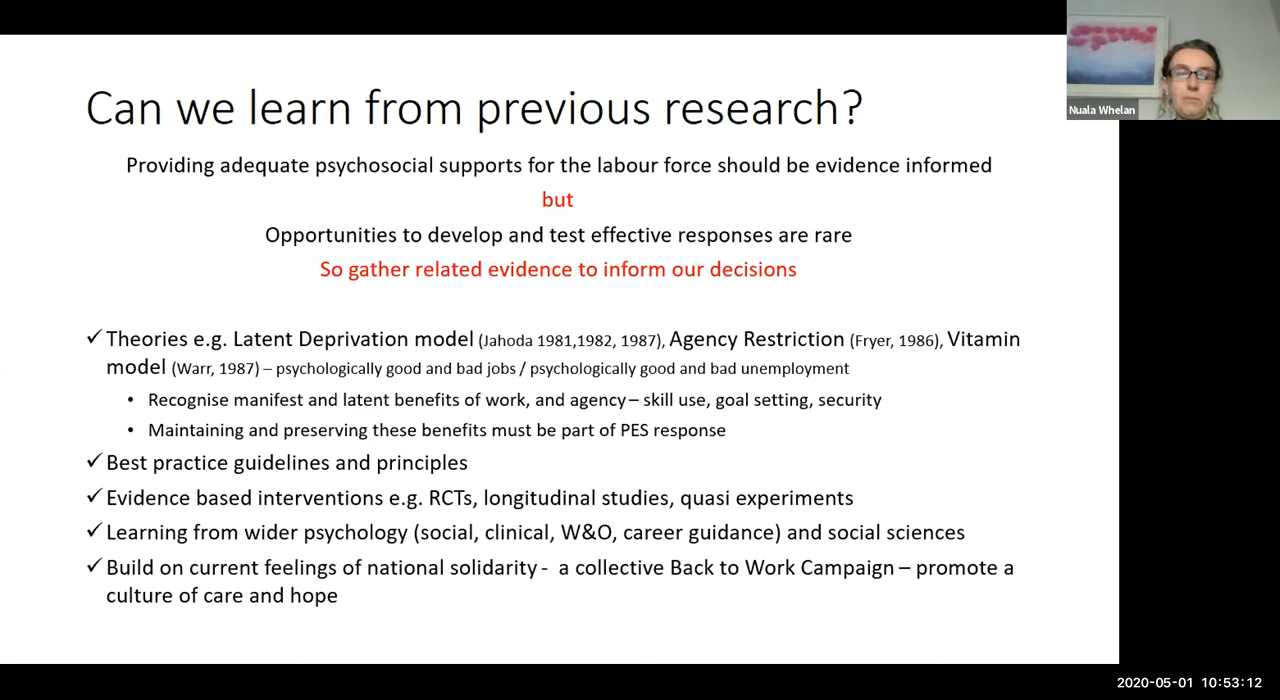 Can we learn from previous research?
Nuala Whelan
Providing adequate psychosocial supports for the labour force should be evidence informed
but
Opportunities to develop and test effective responses are rare
So gather related evidence to inform our decisions
✓ Theories e.g. Latent Deprivation model (Jahoda 1981,1982, 1987), Agency Restriction (Fryer, 1986), Vitamin
model (Warr, 1987) – psychologically good and bad jobs / psychologically good and bad unemployment
• Recognise manifest and latent benefits of work, and agency – skill use, goal setting, security
• Maintaining and preserving these benefits must be part of PES response
✓ Best practice guidelines and principles
✓ Evidence based interventions e.g. RCTs, longitudinal studies, quasi experiments
✓ Learning from wider psychology (social, clinical, W&O, career guidance) and social sciences
✓ Build on current feelings of national solidarity - a collective Back to Work Campaign – promote a
culture of care and hope
2020-05-01 10:53:12